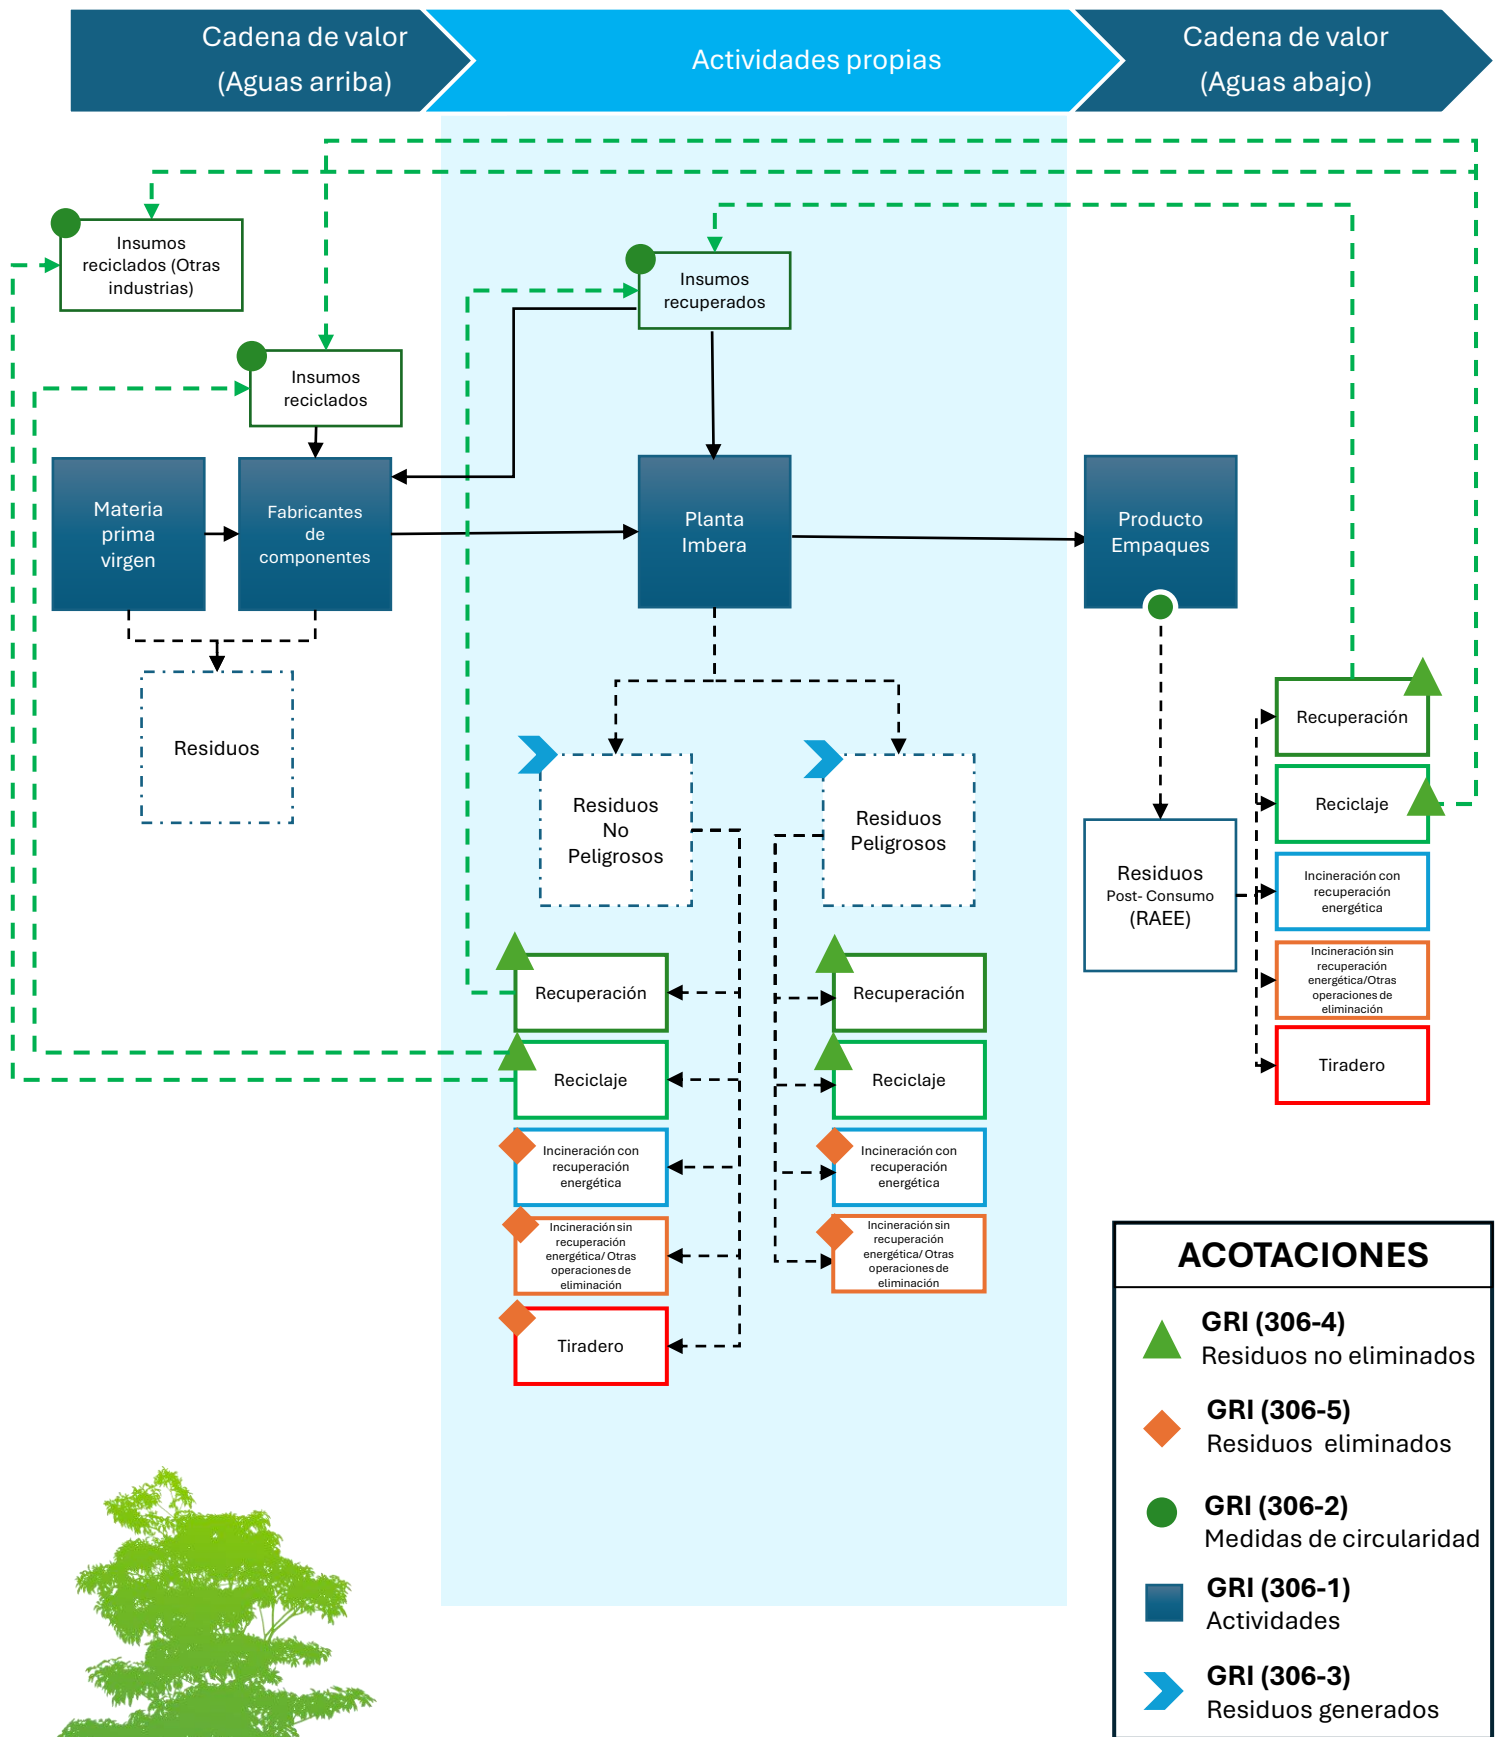 Cadena de valor
(Aguas arriba)
Actividades propias
Cadena de valor
(Aguas abajo)
Insumos
reciclados (Otras
industrias)
Insumos
recuperados
Insumos
reciclados
Materia
prima
virgen
Fabricantes
de
componentes
Planta
Imbera
Producto
Empaques
Residuos
Residuos
No
Peligrosos
Residuos
Peligrosos
Residuos
Post- Consumo
(RAEE)
Recuperación
Reciclaje
Incineración con
recuperación
energética
Incineración sin
recuperación
energética/Otras
operaciones de
eliminación
Tiradero
Recuperación
Reciclaje
Incineración con
recuperación
energética
Incineración sin
recuperación
energética/ Otras
operaciones de
eliminación
Tiradero
Recuperación
Reciclaje
Incineración con
recuperación
energética
Incineración sin
recuperación
energética/ Otras
operaciones de
eliminación
ACOTACIONES
GRI (306-4)
Residuos no eliminados
GRI (306-5)
Residuos eliminados
GRI (306-2)
Medidas de circularidad
GRI (306-1)
Actividades
GRI (306-3)
Residuos generados